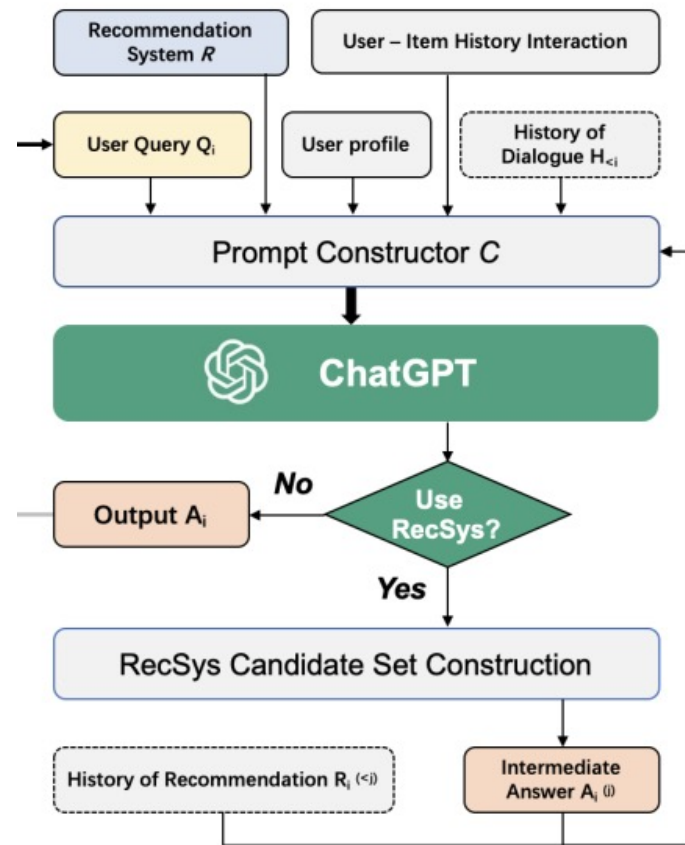 Recommendation
System R
User – Item History Interaction
User Query Qi
User profile
History of
Dialogue H<i
Prompt Constructor C
ChatGPT
Use
RecSys?
No
Output Ai
Yes
RecSys Candidate Set Construction
History of Recommendation Ri (<j)
Intermediate
Answer Ai (j)